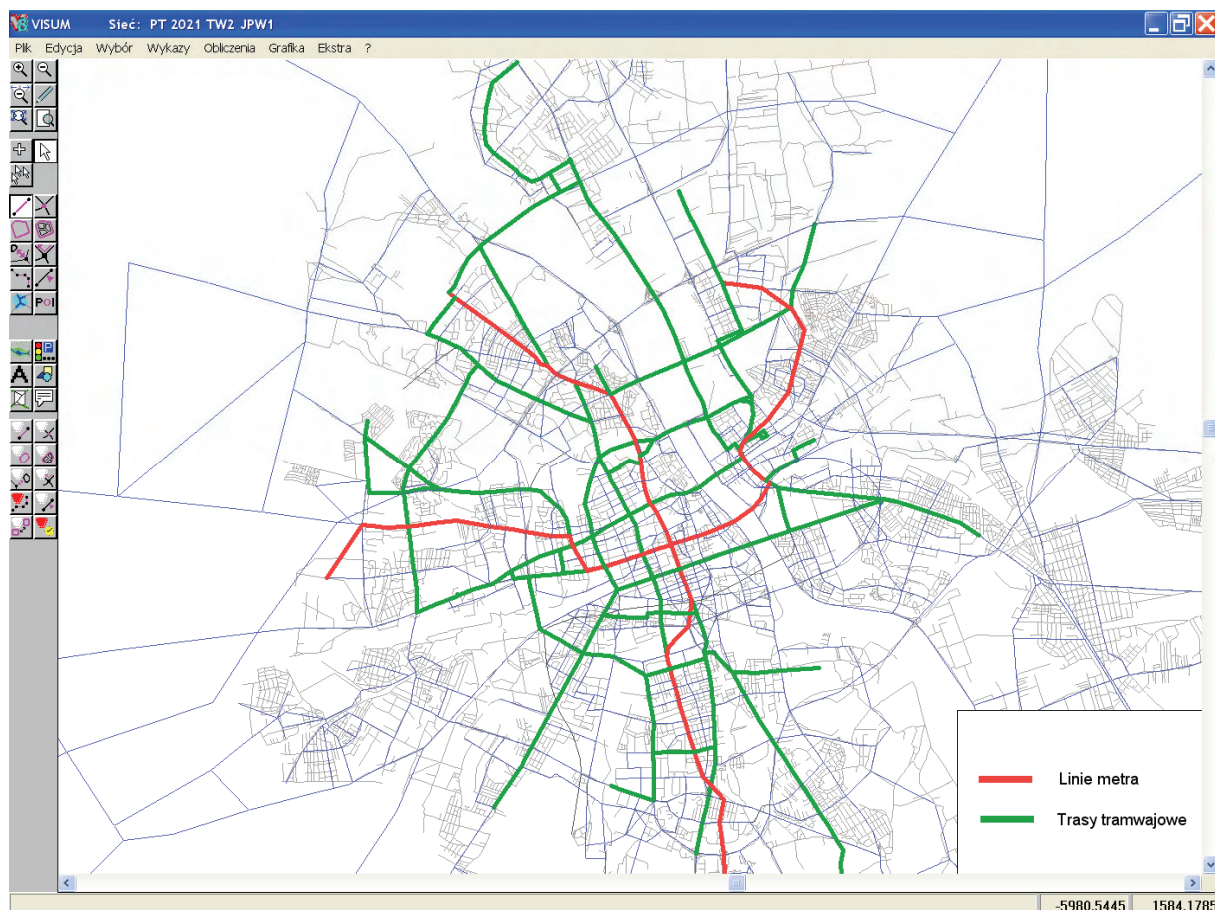 VISUM Sieć: PT 2021 TW2 JPW1
Plik Edycja Wybór Wykazy Obliczenia Grafika Ekstra ?
POI
A
Linie metra
Trasy tramwajowe
-5980.5445 1584.1785